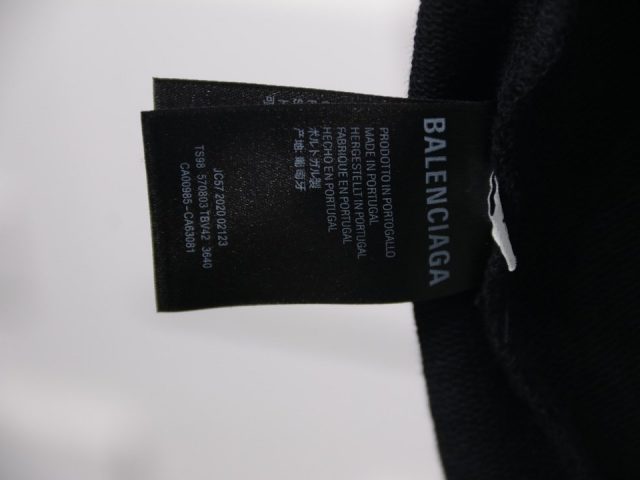 BALENCIAGA
PRODOTTO IN PORTOGALLO
MADE IN PORTUGAL
HERGESTELLT IN PORTUGAL
FABRIQUE EN PORTUGAL
HECHO EN PORTUGAL
ポルトガル製
产地: 葡萄牙
JC57 2020 02123
TS98 570803 TBV42 3640
CA00985-CA63081